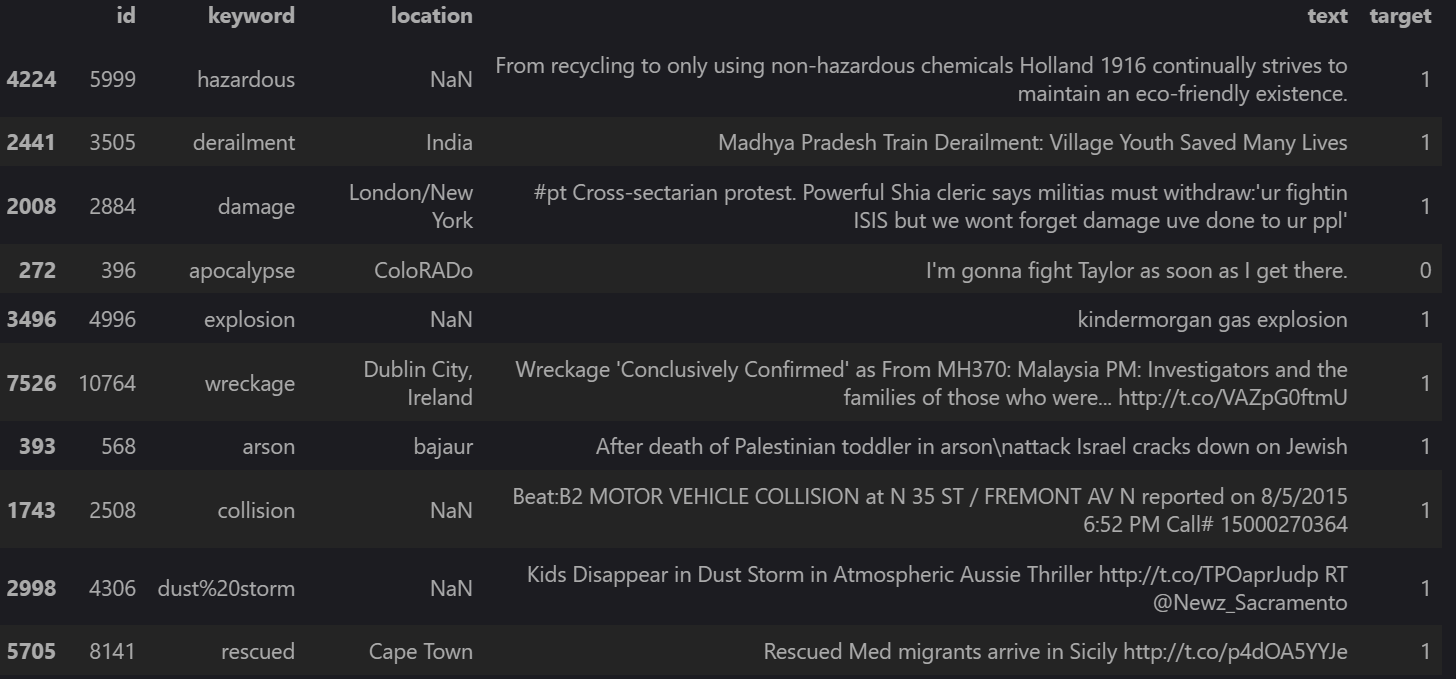 id keyword location text target
4224 5999 hazardous NaN From recycling to only using non-hazardous chemicals Holland 1916 continually strives to
maintain an eco-friendly existence. 1
2441 3505 derailment India Madhya Pradesh Train Derailment: Village Youth Saved Many Lives 1
2008 2884 damage London/New
York #pt Cross-sectarian protest. Powerful Shia cleric says militias must withdraw:'ur fightin
ISIS but we wont forget damage uve done to ur ppl' 1
272 396 apocalypse ColoRADo I'm gonna fight Taylor as soon as I get there. 0
3496 4996 explosion NaN kindermorgan gas explosion 1
7526 10764 wreckage Dublin City,
Ireland Wreckage 'Conclusively Confirmed' as From MH370: Malaysia PM: Investigators and the
families of those who were... http://t.co/VAZpG0ftmU 1
393 568 arson bajaur After death of Palestinian toddler in arson\nattack Israel cracks down on Jewish 1
1743 2508 collision NaN Beat:B2 MOTOR VEHICLE COLLISION at N 35 ST / FREMONT AV N reported on 8/5/2015
6:52 PM Call# 15000270364 1
2998 4306 dust%20storm NaN Kids Disappear in Dust Storm in Atmospheric Aussie Thriller http://t.co/TPOaprJudp RT
@Newz_Sacramento 1
5705 8141 rescued Cape Town Rescued Med migrants arrive in Sicily http://t.co/p4dOA5YYJe 1